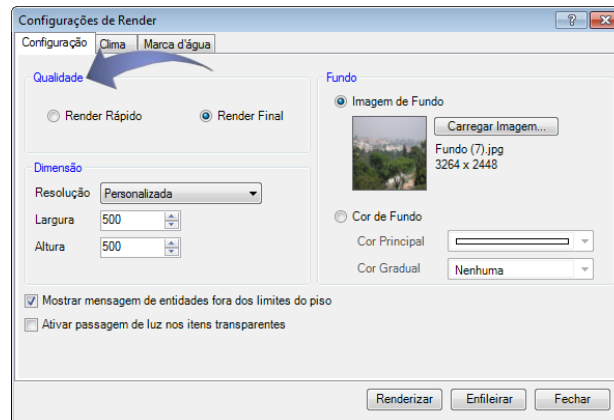 Configurações de Render
Configuração Clima Marca d'água
Qualidade
Render Rápido Render Final
Dimensão
Resolução Personalizada
Largura 500
Altura 500
Fundo
Imagem de Fundo
Carregar Imagem...
Fundo (7).jpg
3264 x 2448
Cor de Fundo
Cor Principal
Cor Gradual Nenhuma
Mostrar mensagem de entidades fora dos limites do piso
Ativar passagem de luz nos itens transparentes
Renderizar Enfileirar Fechar